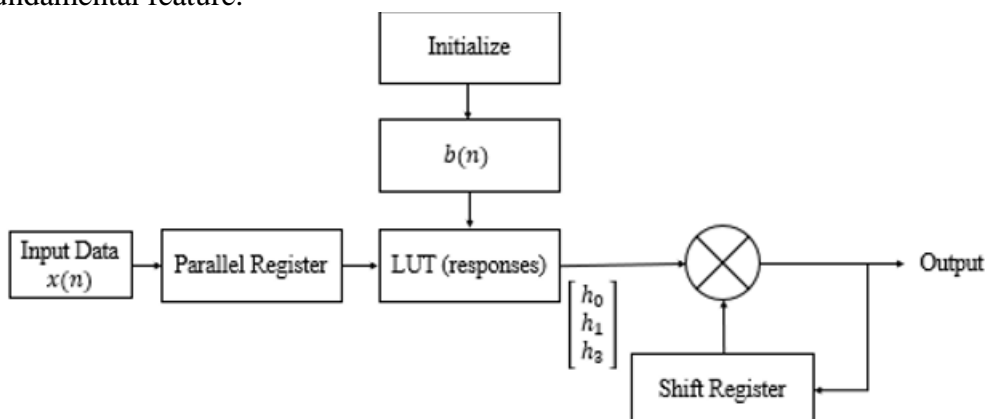 fundamental feature.
Initialize
b(n)
Input Data
x(n)
Parallel Register
LUT (responses)
h₀
h₁
h₃
Output
Shift Register